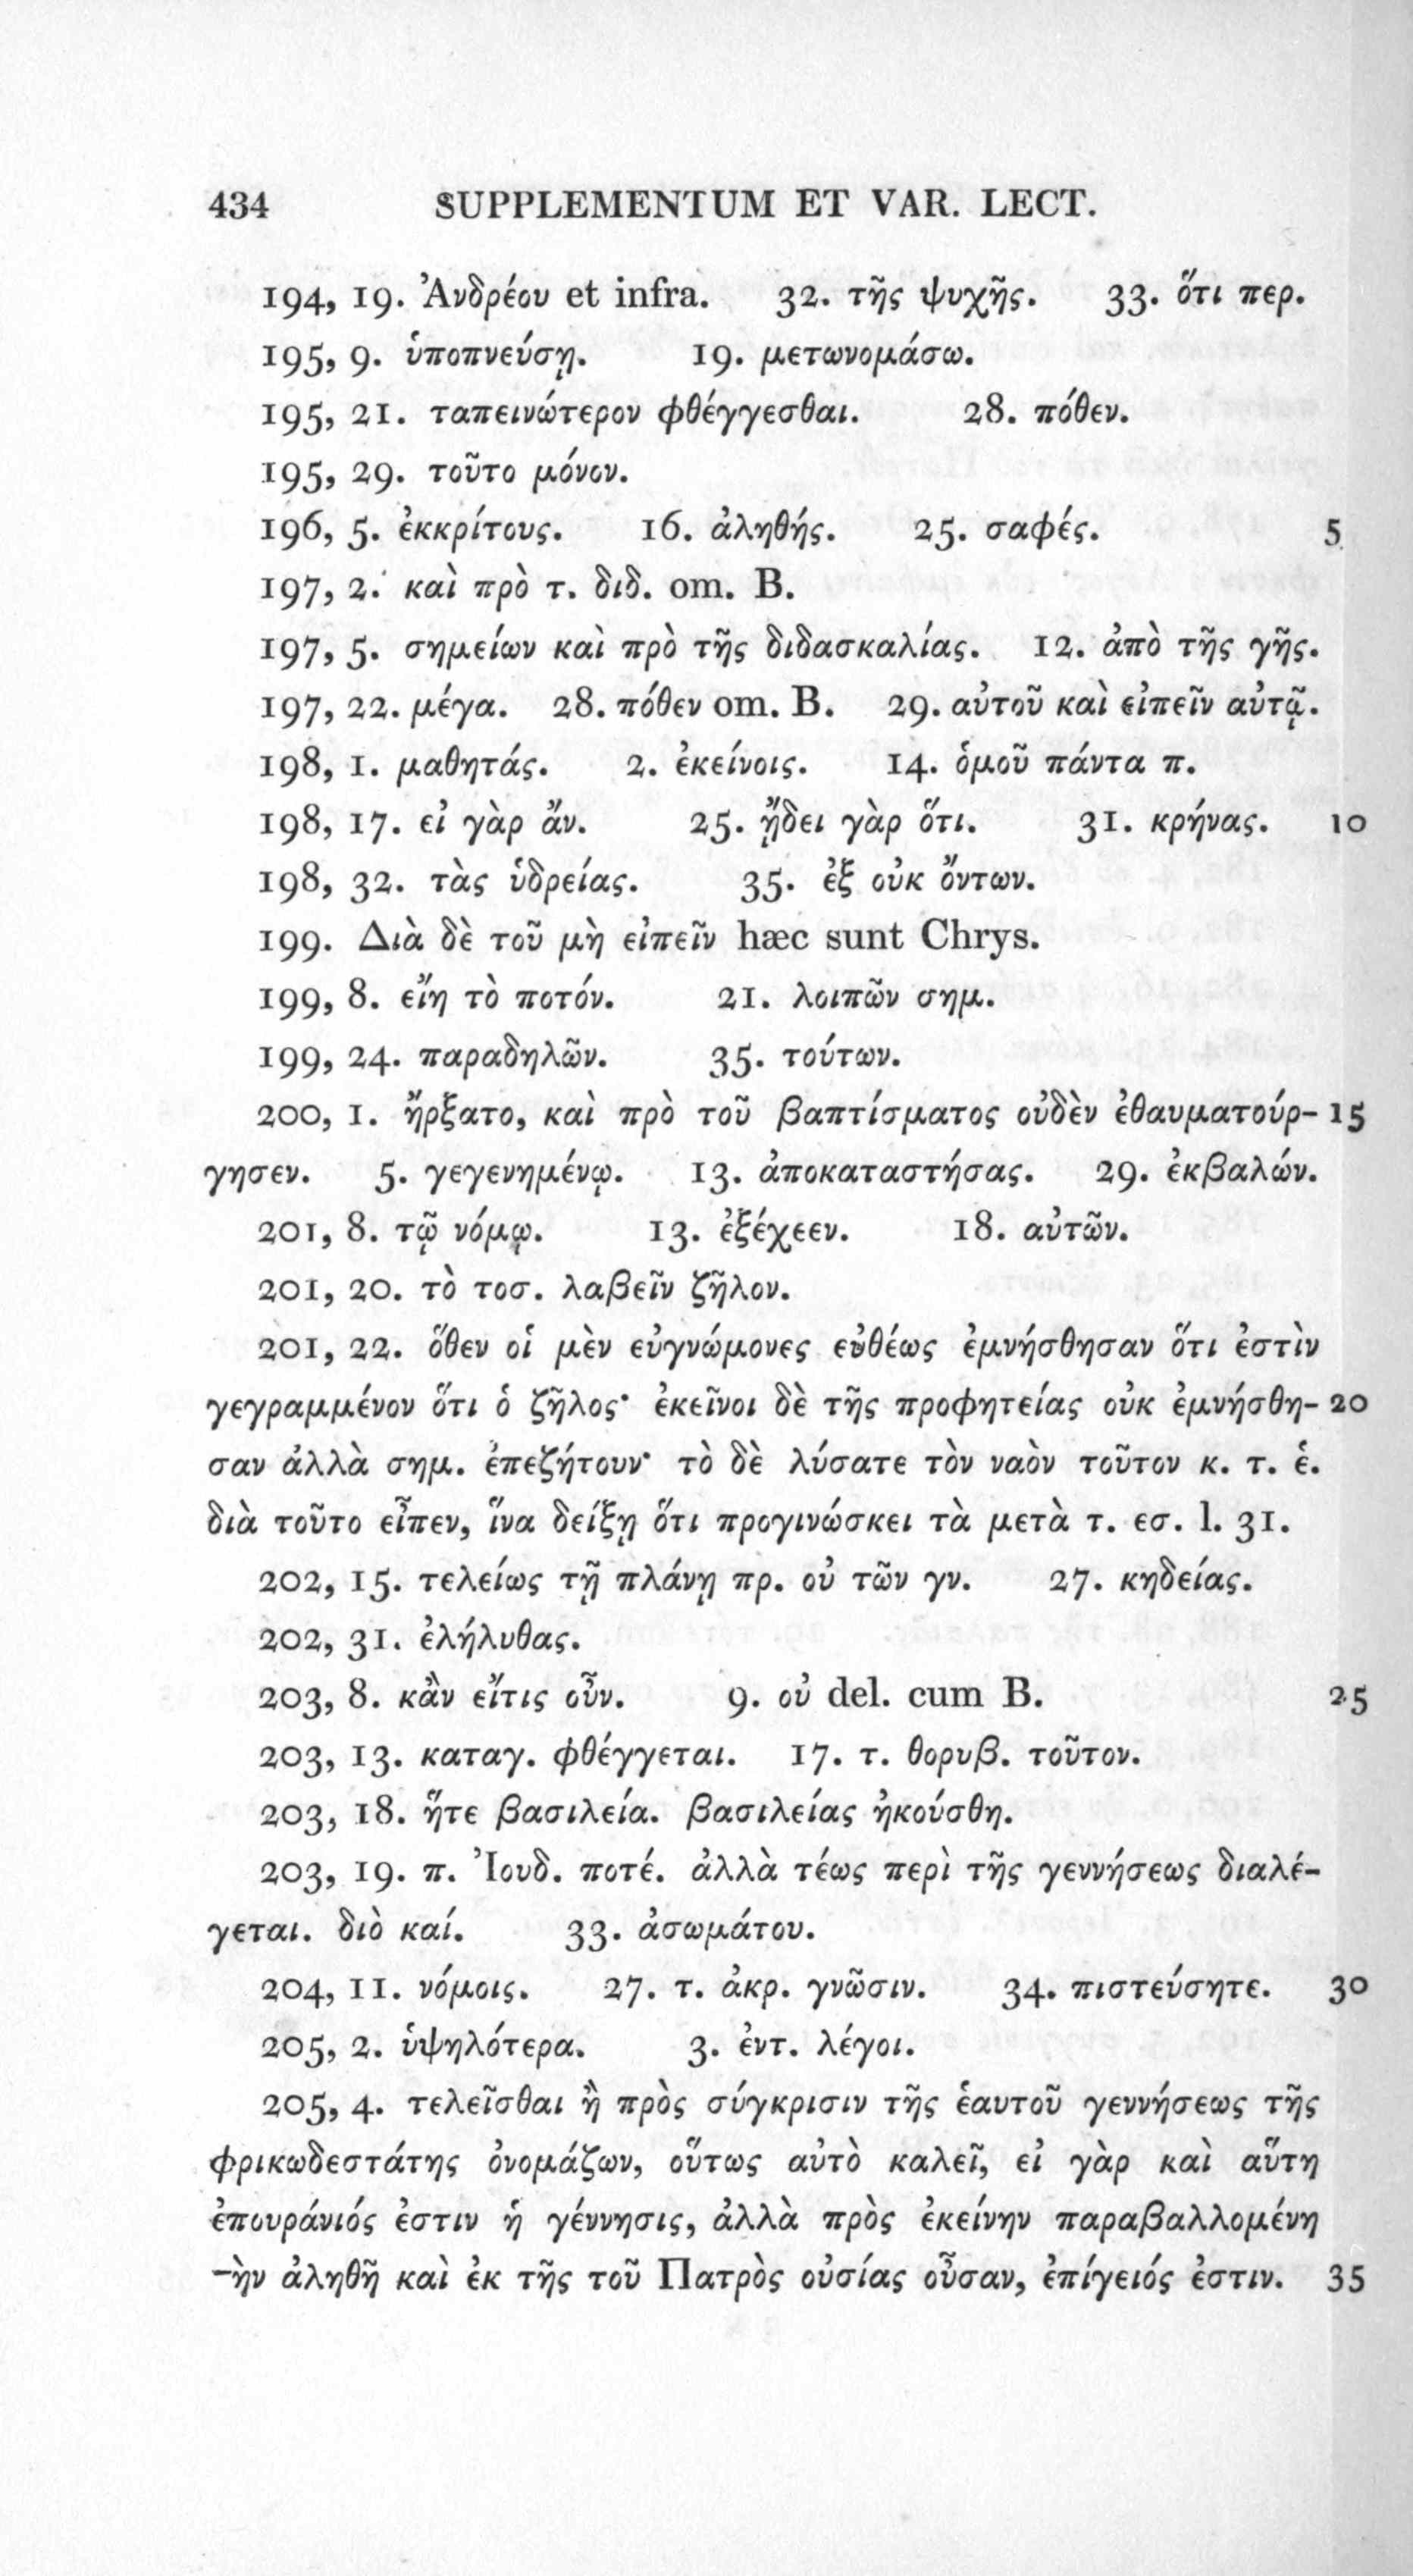 434 SUPPLEMENTUM ET VAR. LECT.
194, 19. Ἀνδρέου et infra. 32. τῆς ψυχῆς. 33. ὅτι περ.
195, 9. ὑποπνεύσῃ. 19. μετωνομάσω.
195, 21. ταπεινώτερον φθέγγεσθαι. 28. πόθεν.
195, 29. τοῦτο μόνον.
196, 5. ἐκκρίτους. 16. ἀληθής. 25. σαφές. 5
197, 2. καὶ πρὸ τ. διδ. om. B.
197, 5. σημείων καὶ πρὸ τῆς διδασκαλίας. 12. ἀπὸ τῆς γῆς.
197, 22. μέγα. 28. πόθεν om. B. 29. αὐτοῦ καὶ εἰπεῖν αὐτᾷ.
198, 1. μαθητάς. 2. ἐκείνοις. 14. ὁμοῦ πάντα π.
198, 17. εἰ γὰρ ἄν. 25. ᾔδει γὰρ ὅτι. 31. κρήνας. 10
198, 32. τὰς ὑδρείας. 35. ἐξ οὐκ ὄντων.
199. Διὰ δὲ τοῦ μὴ εἰπεῖν hæc sunt Chrys.
199, 8. εἴη τὸ ποτόν. 21. λοιπῶν σημ.
199, 24. παραδηλῶν. 35. τούτων.
200, 1. ἤρξατο, καὶ πρὸ τοῦ βαπτίσματος οὐδὲν ἐθαυματούρ- 15
γησεν. 5. γεγενημένῳ. 13. ἀποκαταστήσας. 29. ἐκβαλών.
201, 8. τῷ νόμῳ. 13. ἐξέχεεν. 18. αὐτῶν.
201, 20. τὸ τοσ. λαβεῖν ζῆλον.
201, 22. ὅθεν οἱ μὲν εὐγνώμονες εὐθέως ἐμνήσθησαν ὅτι ἐστὶν
γεγραμμένον ὅτι ὁ ζῆλος· ἐκεῖνοι δὲ τῆς προφητείας οὐκ ἐμνήσθη- 20
σαν ἀλλὰ σημ. ἐπεζήτουν· τὸ δὲ λύσατε τὸν ναὸν τοῦτον κ. τ. ἑ.
διὰ τοῦτο εἶπεν, ἵνα δείξῃ ὅτι προγινώσκει τὰ μετὰ τ. εσ. l. 31.
202, 15. τελείως τῇ πλάνῃ πρ. οὐ τῶν γν. 27. κηδείας.
202, 31. ἐλήλυθας.
203, 8. κἂν εἴτις οὖν. 9. οὐ del. cum B. 25
203, 13. καταγ. φθέγγεται. 17. τ. θορυβ. τοῦτον.
203, 18. ἥτε βασιλεία. βασιλείας ἠκούσθη.
203, 19. π. Ἰουδ. ποτέ. ἀλλὰ τέως περὶ τῆς γεννήσεως διαλέ-
γεται. διὸ καί. 33. ἀσωμάτου.
204, 11. νόμοις. 27. τ. ἀκρ. γνῶσιν. 34. πιστεύσητε. 30
205, 2. ὑψηλότερα. 3. ἐντ. λέγοι.
205, 4. τελεῖσθαι ἢ πρὸς σύγκρισιν τῆς ἑαυτοῦ γεννήσεως τῆς
φρικωδεστάτης ὀνομάζων, οὕτως αὐτὸ καλεῖ, εἰ γὰρ καὶ αὕτη
ἐπουράνιός ἐστιν ἡ γέννησις, ἀλλὰ πρὸς ἐκείνην παραβαλλομένη
-ὴν ἀληθῆ καὶ ἐκ τῆς τοῦ Πατρὸς οὐσίας οὖσαν, ἐπίγειός ἐστιν. 35